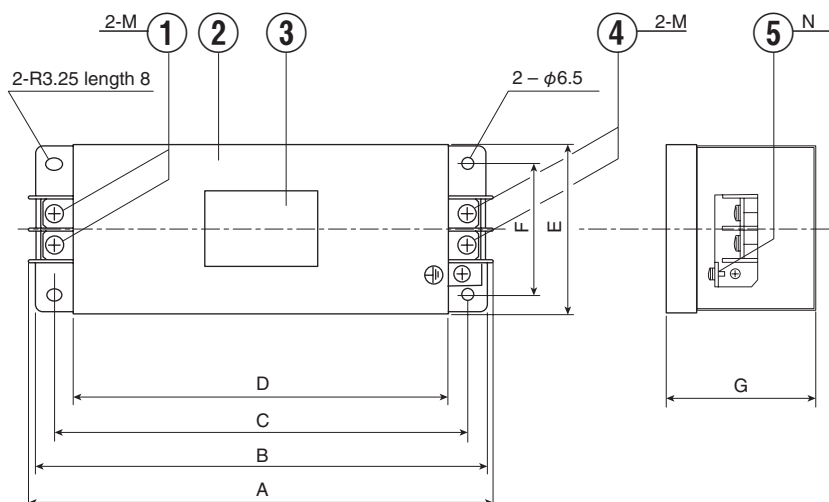 2-M ① ② ③ ④ 2-M ⑤ N
2-R3.25 length 8
2 – φ6.5
F
E
D
C
B
A
G